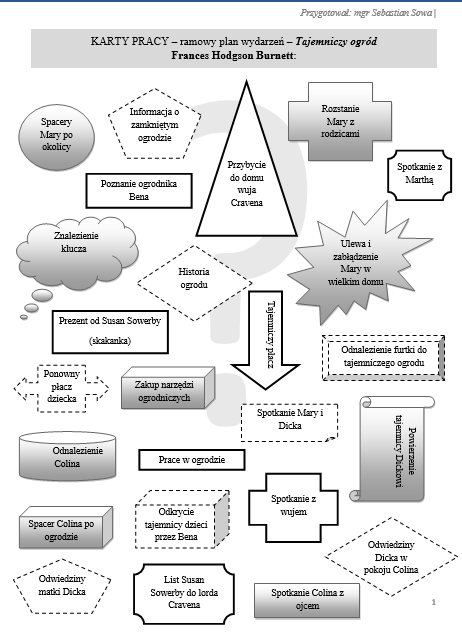 Przygotował: mgr Sebastian Sowa|
KARTY PRACY – ramowy plan wydarzeń – Tajemniczy ogród
Frances Hodgson Burnett:
Spacery
Mary po
okolicy
Informacja o
zamkniętym
ogrodzie
Przybycie
do domu
wuja
Cravena
Rozstanie
Mary z
rodzicami
Spotkanie z
Marthą
Poznanie ogrodnika
Bena
Znalezienie
klucza
Historia
ogrodu
Ulewa i
zabłądzenie
Mary w
wielkim domu
Prezent od Susan Sowerby
(skakanka)
Tajemniczy płacz
Odnalezienie furtki do
tajemniczego ogrodu
Ponowny
płacz
dziecka
Zakup narzędzi
ogrodniczych
Spotkanie Mary i
Dicka
Powierzenie
tajemnicy Dickowi
Odnalezienie
Colina
Prace w ogrodzie
Spotkanie z
wujem
Spacer Colina po
ogrodzie
Odkrycie
tajemnicy dzieci
przez Bena
Odwiedziny
Dicka w
pokoju Colina
Odwiedziny
matki Dicka
List Susan
Sowerby do lorda
Cravena
Spotkanie Colina z
ojcem
1